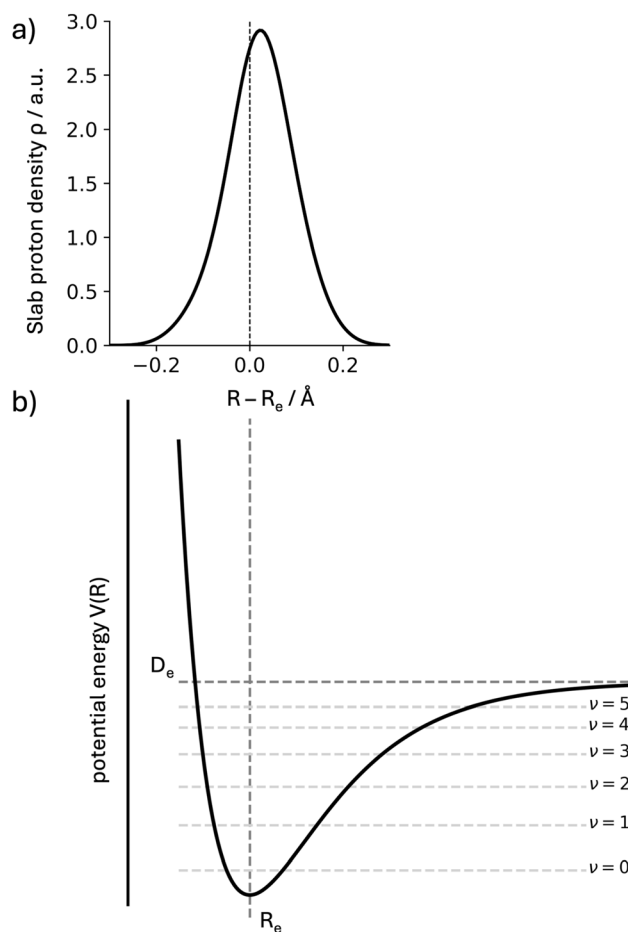 a)
Slab proton density ρ / a.u.
3.0
2.5
2.0
1.5
1.0
0.5
0.0
−0.2
0.0
0.2
R − Rₑ / Å
b)
potential energy V(R)
Dₑ
ν = 5
ν = 4
ν = 3
ν = 2
ν = 1
ν = 0
Rₑ